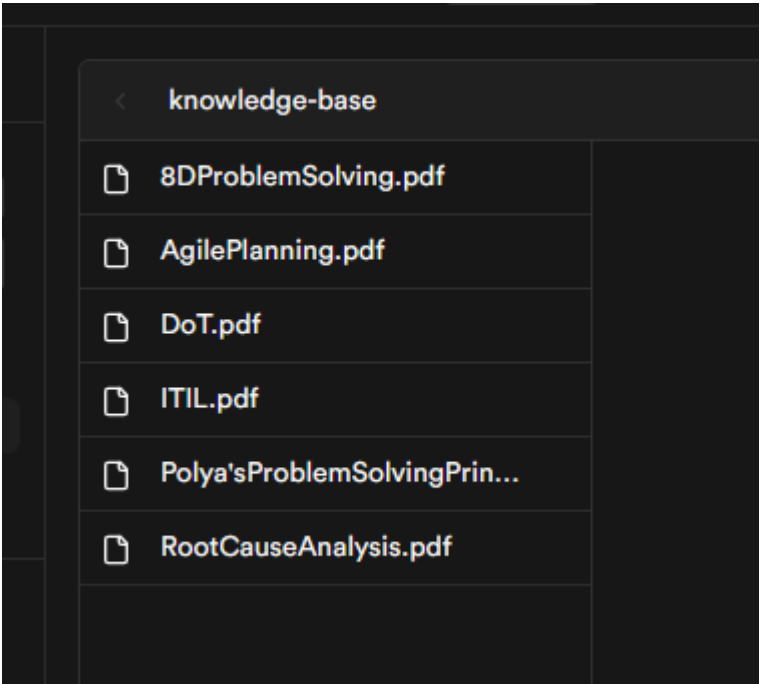 knowledge-base
8DProblemSolving.pdf
AgilePlanning.pdf
DoT.pdf
ITIL.pdf
Polya'sProblemSolvingPrin...
RootCauseAnalysis.pdf